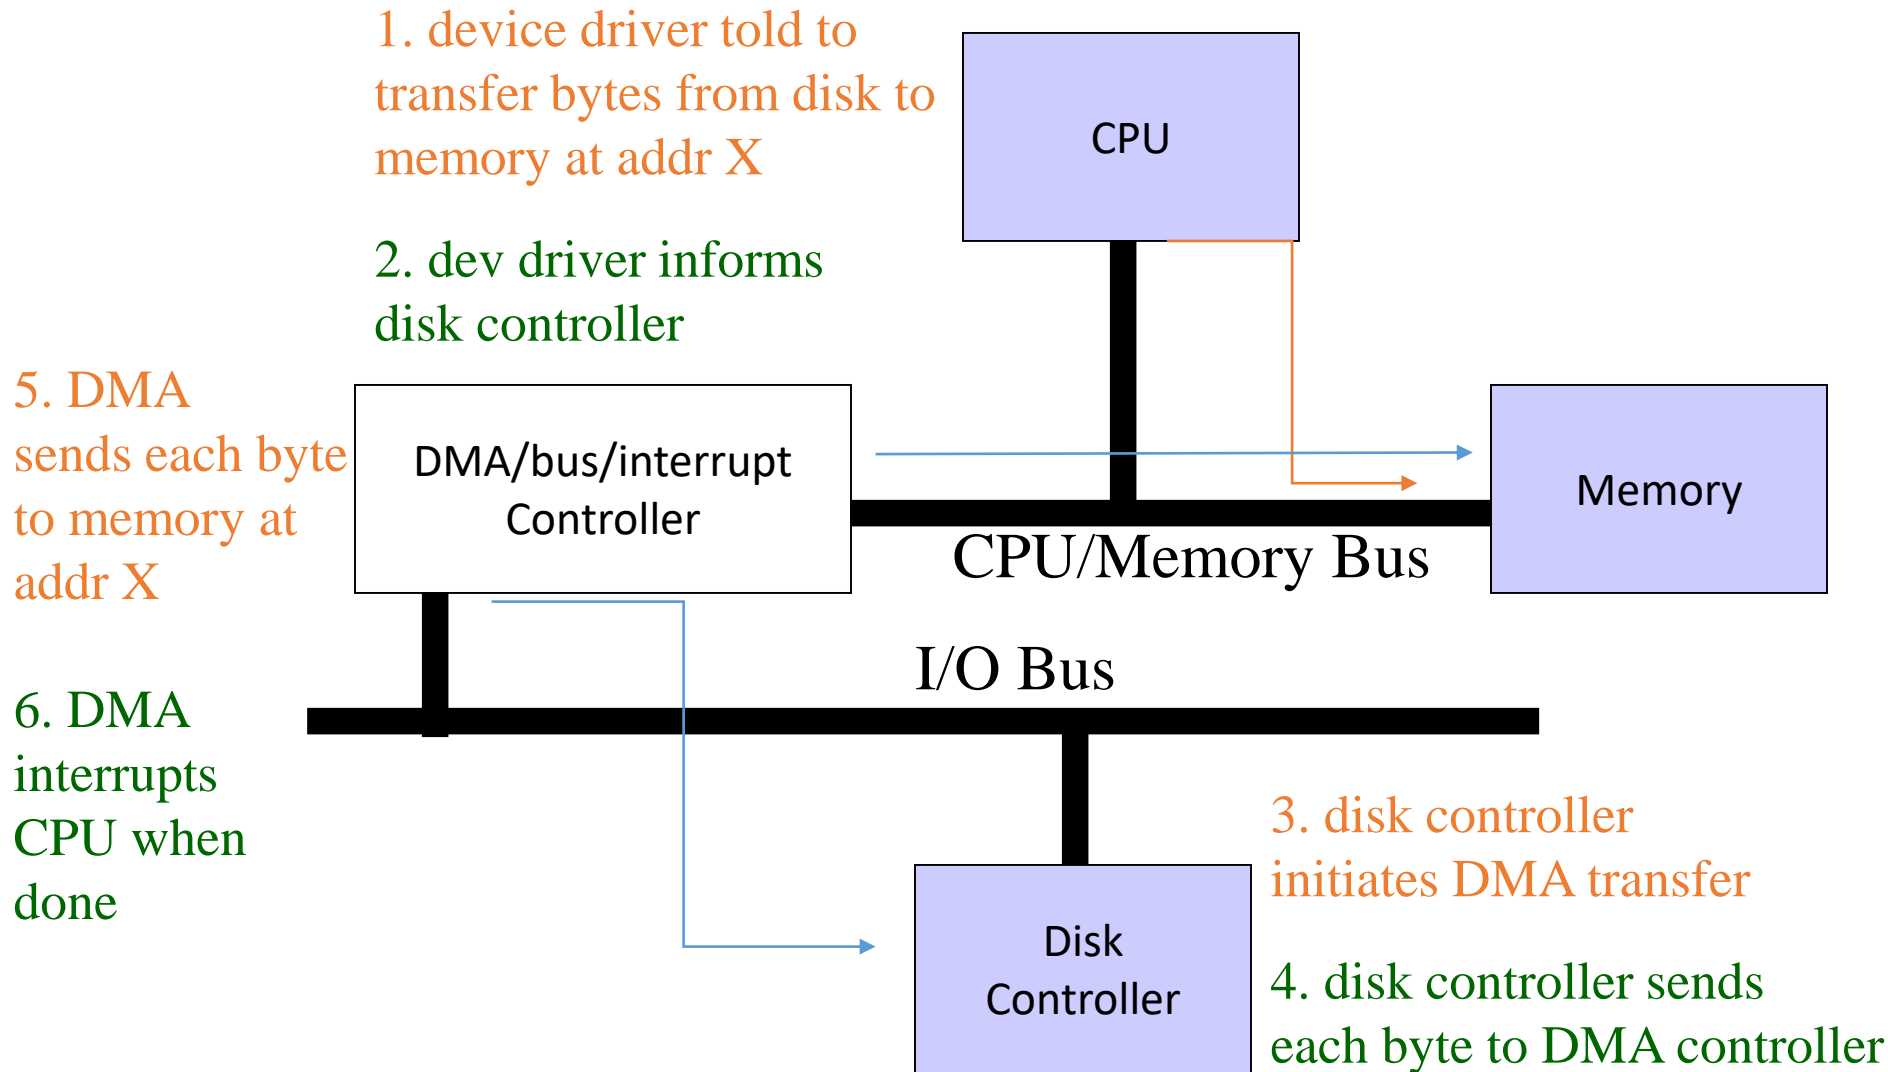 1. device driver told to
transfer bytes from disk to
memory at addr X
CPU
2. dev driver informs
disk controller
5. DMA
sends each byte
to memory at
addr X
DMA/bus/interrupt
Controller
Memory
CPU/Memory Bus
I/O Bus
6. DMA
interrupts
CPU when
done
3. disk controller
initiates DMA transfer
Disk
Controller
4. disk controller sends
each byte to DMA controller